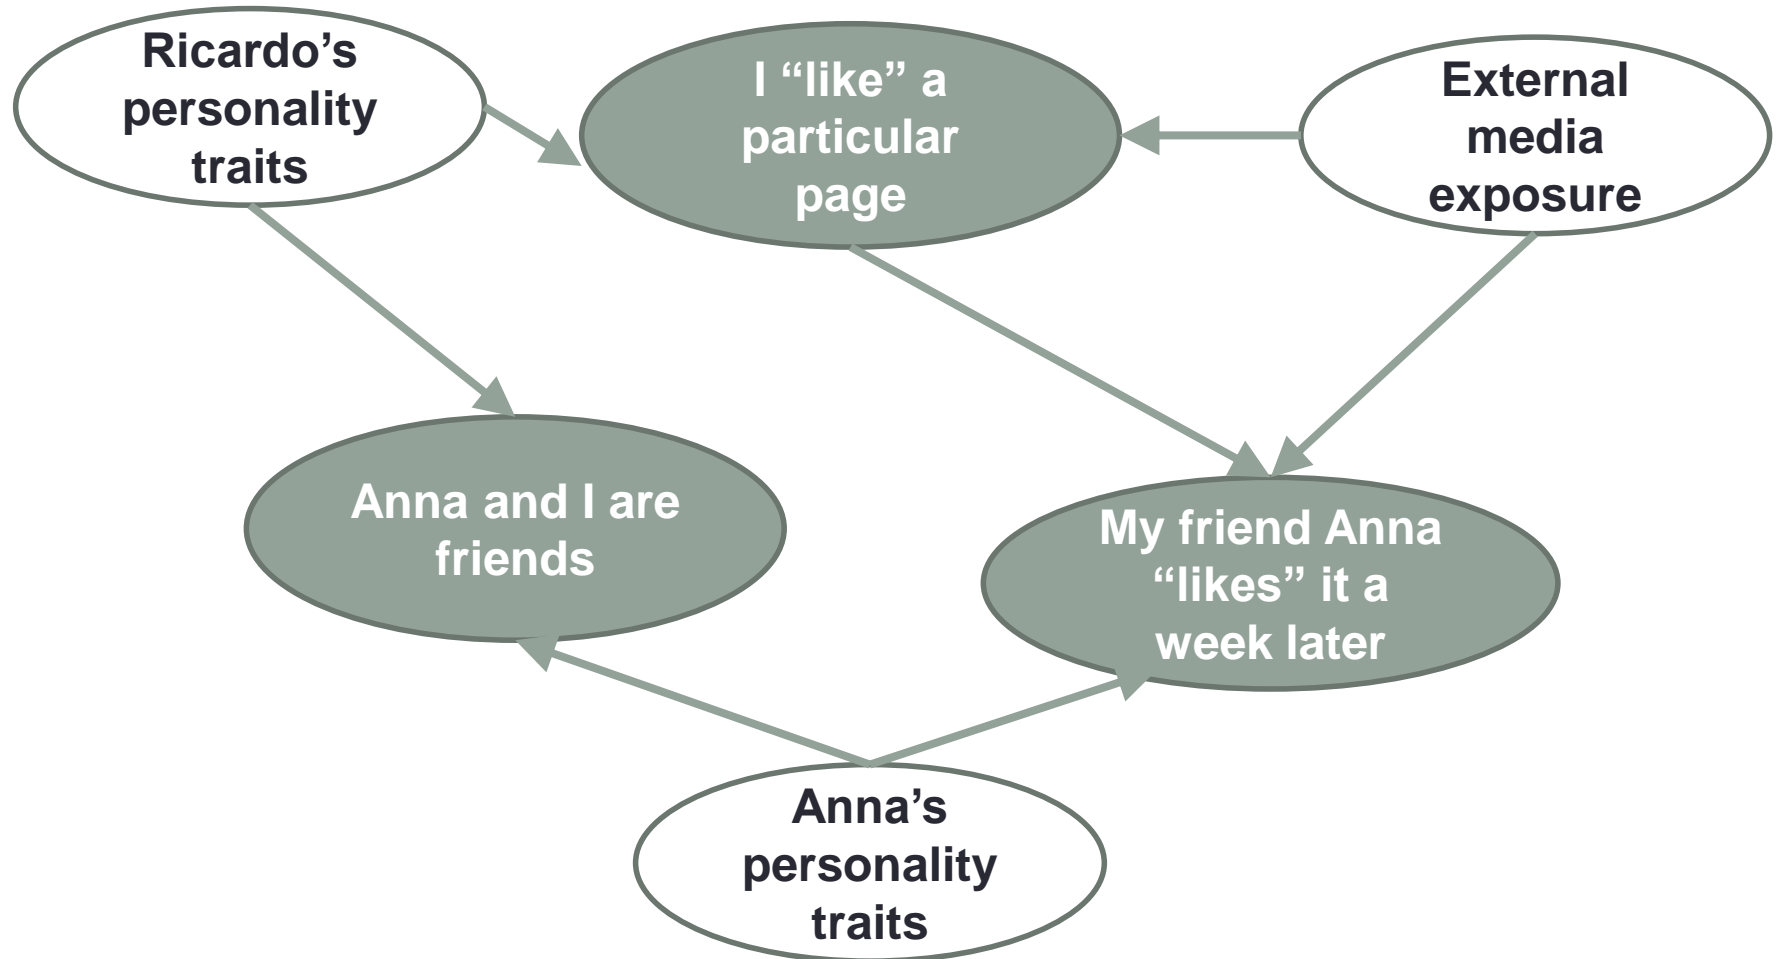 Ricardo’s
personality
traits
I “like” a
particular
page
External
media
exposure
Anna and I are
friends
My friend Anna
“likes” it a
week later
Anna’s
personality
traits